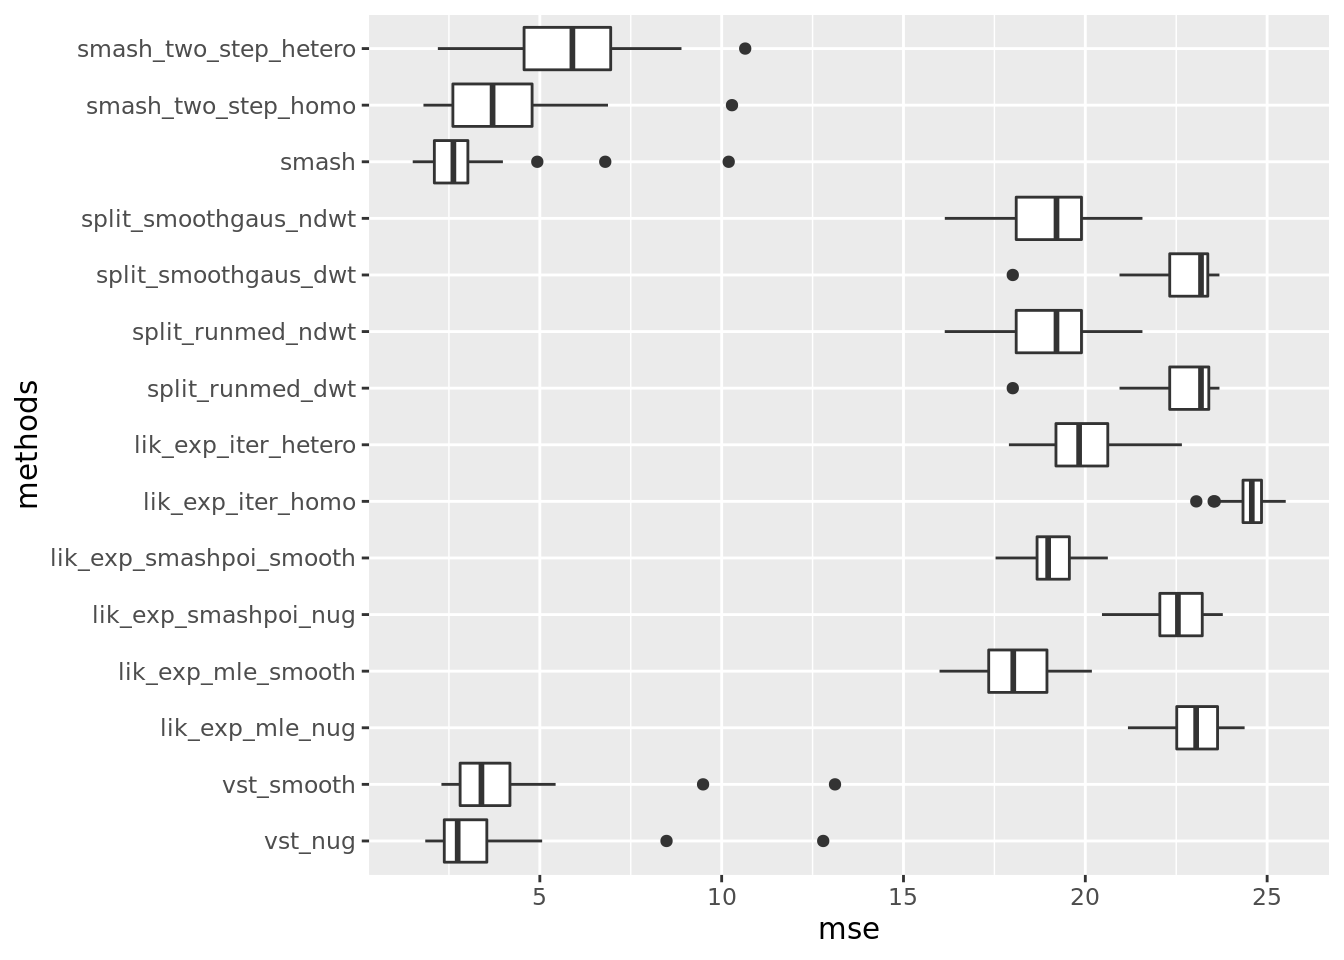 smash_two_step_hetero
smash_two_step_homo
smash
split_smoothgaus_ndwt
split_smoothgaus_dwt
split_runmed_ndwt
split_runmed_dwt
lik_exp_iter_hetero
lik_exp_iter_homo
lik_exp_smashpoi_smooth
lik_exp_smashpoi_nug
lik_exp_mle_smooth
lik_exp_mle_nug
vst_smooth
vst_nug
methods
5 10 15 20 25
mse